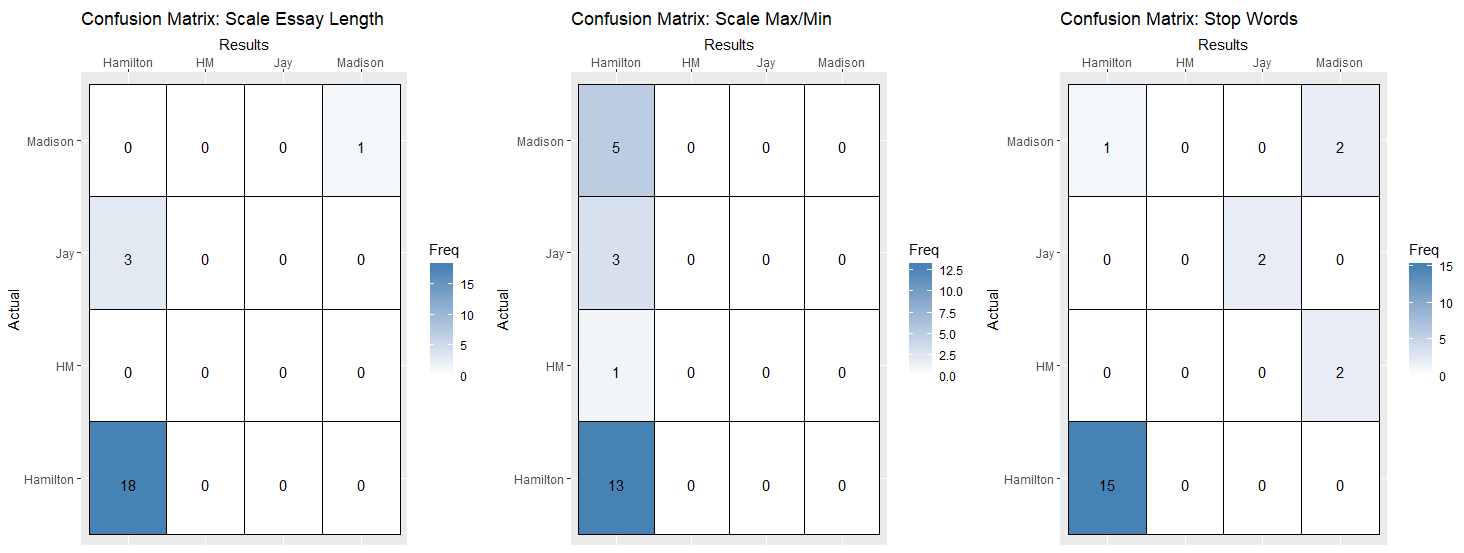 Confusion Matrix: Scale Essay Length
Results
Hamilton HM Jay Madison
Madison 0 0 0 1
Jay 3 0 0 0
HM 0 0 0 0
Hamilton 18 0 0 0
Actual
Freq
15
10
5
0
Confusion Matrix: Scale Max/Min
Results
Hamilton HM Jay Madison
Madison 5 0 0 0
Jay 3 0 0 0
HM 1 0 0 0
Hamilton 13 0 0 0
Actual
Freq
12.5
10.0
7.5
5.0
2.5
0.0
Confusion Matrix: Stop Words
Results
Hamilton HM Jay Madison
Madison 1 0 0 2
Jay 0 0 2 0
HM 0 0 0 2
Hamilton 15 0 0 0
Actual
Freq
15
10
5
0